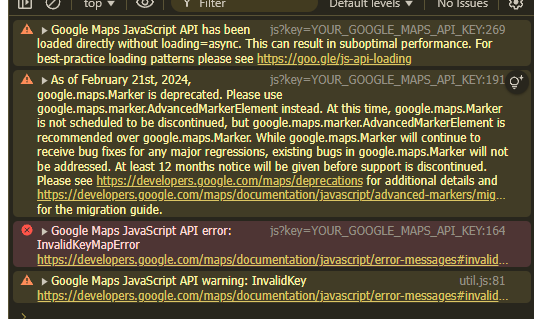 top ▾ Filter Default levels ▾ No Issues
Google Maps JavaScript API has been js?key=YOUR_GOOGLE_MAPS_API_KEY:269
loaded directly without loading=async. This can result in suboptimal performance. For
best-practice loading patterns please see https://goo.gle/js-api-loading
As of February 21st, 2024, js?key=YOUR_GOOGLE_MAPS_API_KEY:191
google.maps.Marker is deprecated. Please use
google.maps.marker.AdvancedMarkerElement instead. At this time, google.maps.Marker
is not scheduled to be discontinued, but google.maps.marker.AdvancedMarkerElement is
recommended over google.maps.Marker. While google.maps.Marker will continue to
receive bug fixes for any major regressions, existing bugs in google.maps.Marker will not
be addressed. At least 12 months notice will be given before support is discontinued.
Please see https://developers.google.com/maps/deprecations for additional details and
https://developers.google.com/maps/documentation/javascript/advanced-markers/mig…
for the migration guide.
Google Maps JavaScript API error: js?key=YOUR_GOOGLE_MAPS_API_KEY:164
InvalidKeyMapError
https://developers.google.com/maps/documentation/javascript/error-messages#invalid…
Google Maps JavaScript API warning: InvalidKey util.js:81
https://developers.google.com/maps/documentation/javascript/error-messages#invalid…